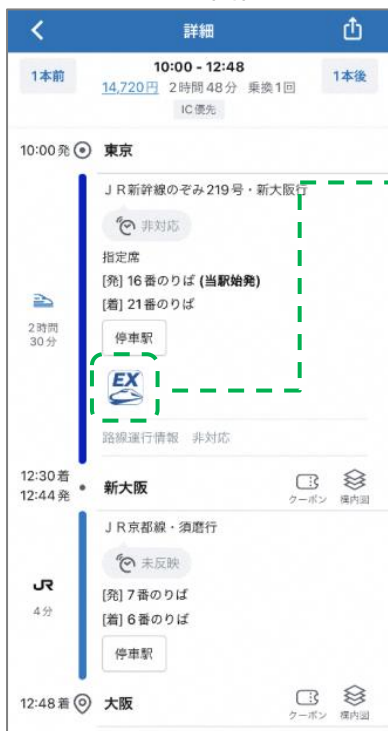 詳細
1本前
10:00 - 12:48
14,720円 2時間48分 乗換1回
IC優先
1本後
10:00発 東京
JR新幹線のぞみ219号・新大阪行
非対応
指定席
[発] 16番のりば (当駅始発)
[着] 21番のりば
2時間
30分
停車駅
EX
路線運行情報 非対応
12:30着
12:44発
新大阪
クーポン 構内図
JR京都線・須磨行
未反映
JR
4分
[発] 7番のりば
[着] 6番のりば
停車駅
12:48着 大阪
クーポン 構内図